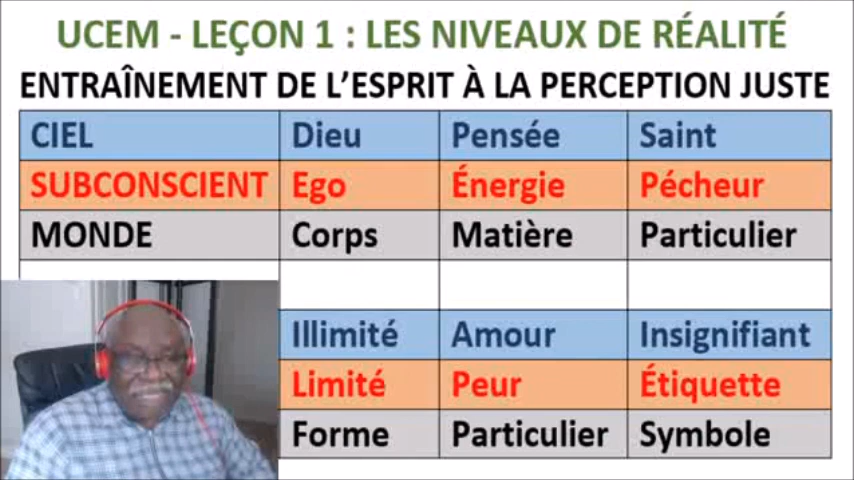 UCEM - LEÇON 1 : LES NIVEAUX DE RÉALITÉ
ENTRAÎNEMENT DE L’ESPRIT À LA PERCEPTION JUSTE
CIEL Dieu Pensée Saint
SUBCONSCIENT Ego Énergie Pécheur
MONDE Corps Matière Particulier
Illimité Amour Insignifiant
Limité Peur Étiquette
Forme Particulier Symbole